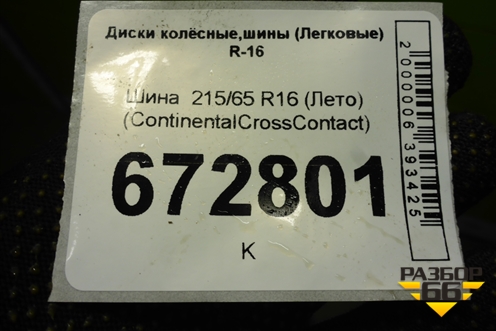 Диски колёсные,шины (Легковые)
R-16
Шина 215/65 R16 (Лето)
(ContinentalCrossContact)
672801
К
2000006393425
РАЗБОР
66